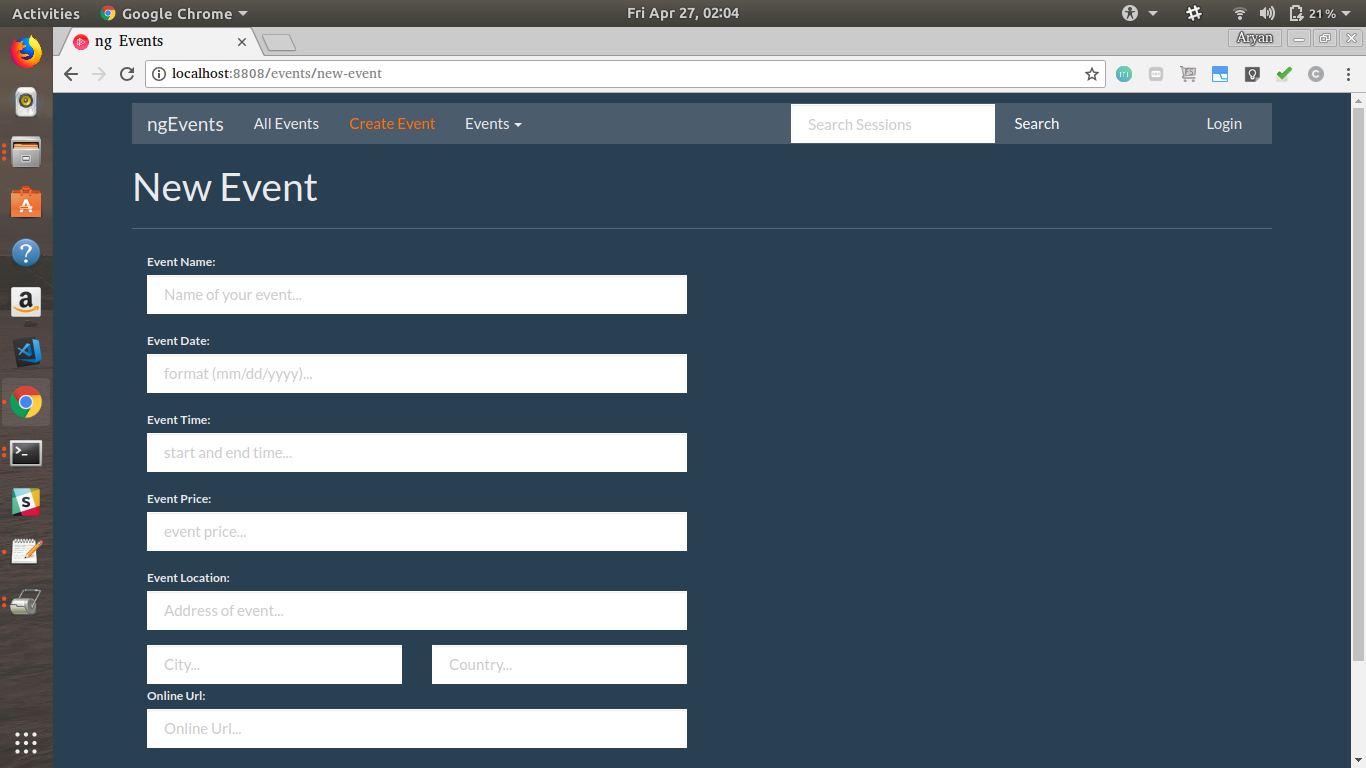 Activities Google Chrome Fri Apr 27, 02:04 21%
ng Events Aryan
localhost:8808/events/new-event
ngEvents All Events Create Event Events Search Sessions Search Login
New Event
Event Name:
Name of your event...
Event Date:
format (mm/dd/yyyy)...
Event Time:
start and end time...
Event Price:
event price...
Event Location:
Address of event...
City... Country...
Online Url:
Online Url...